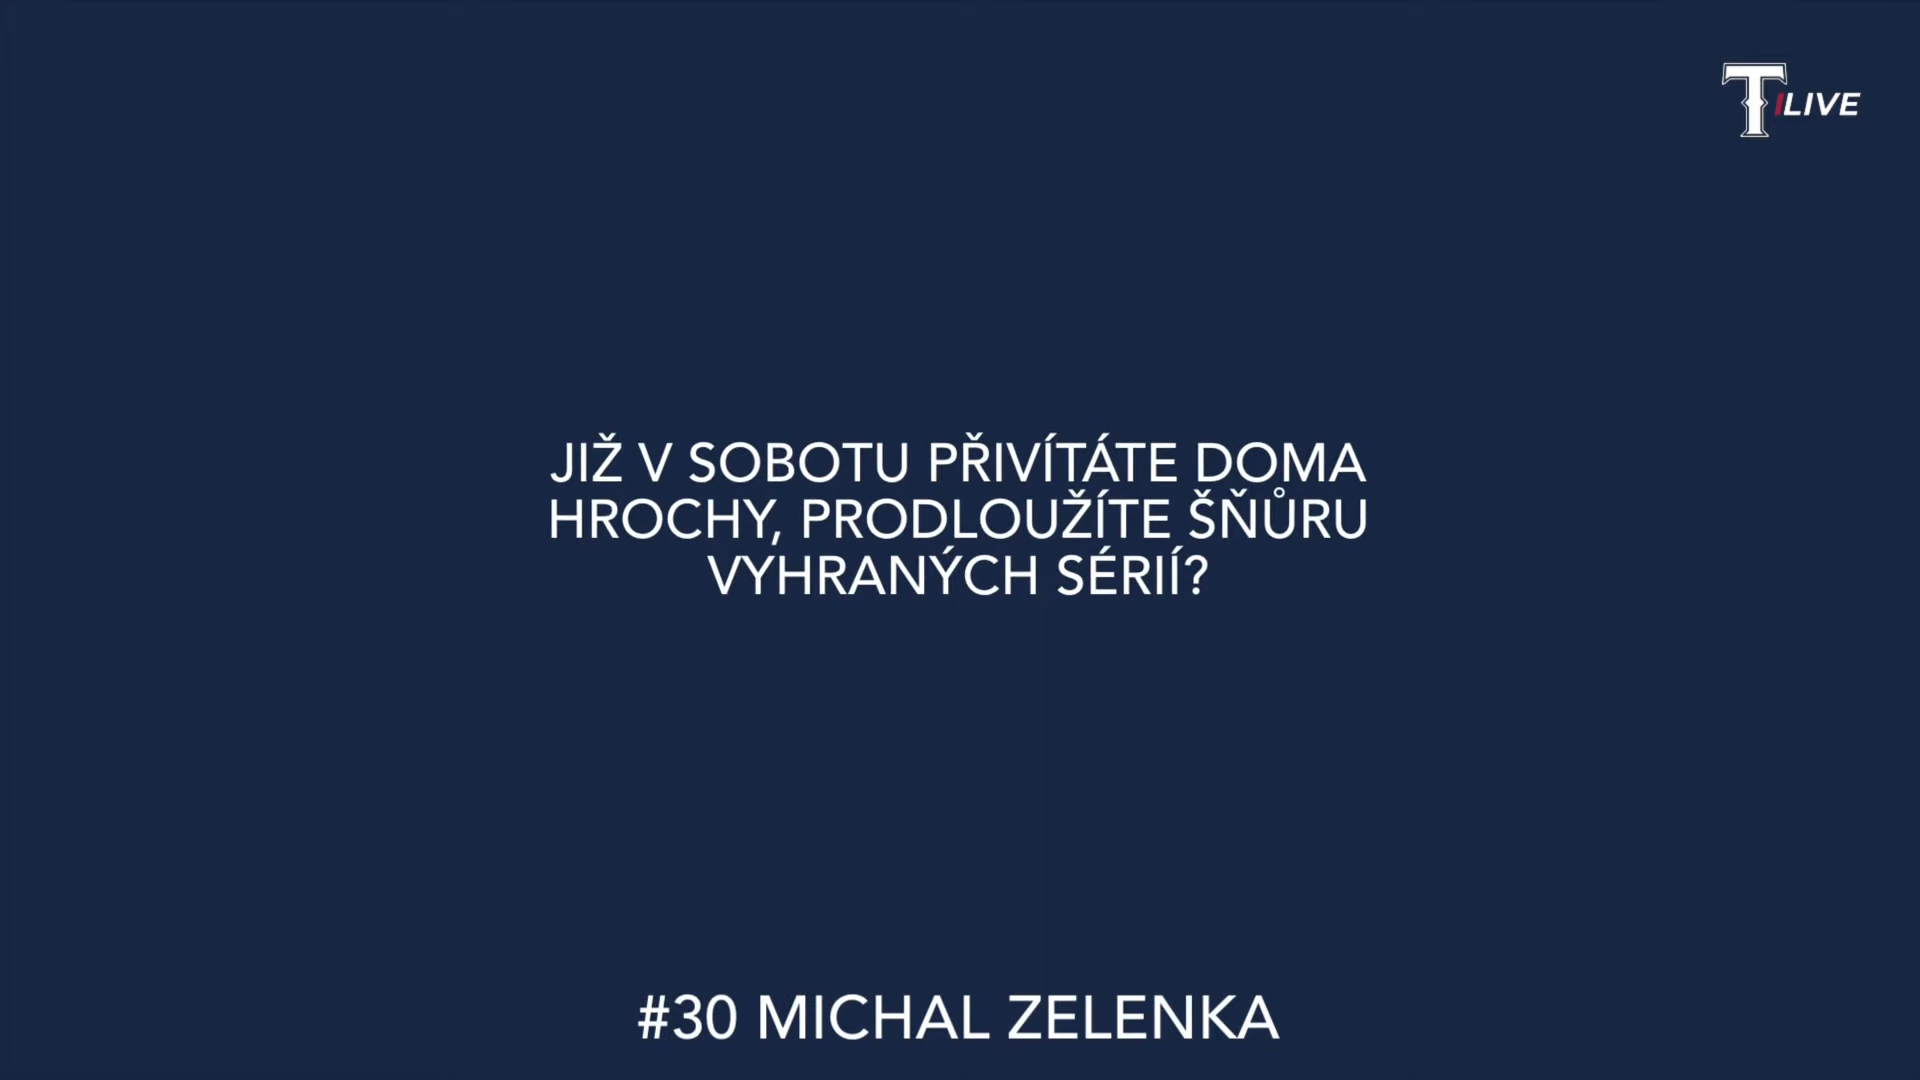 T
LIVE
JIŽ V SOBOTU PŘIVÍTÁTE DOMA
HROCHY, PRODLOUŽÍTE ŠŇŮRU
VYHRANÝCH SÉRIÍ?
#30 MICHAL ZELENKA